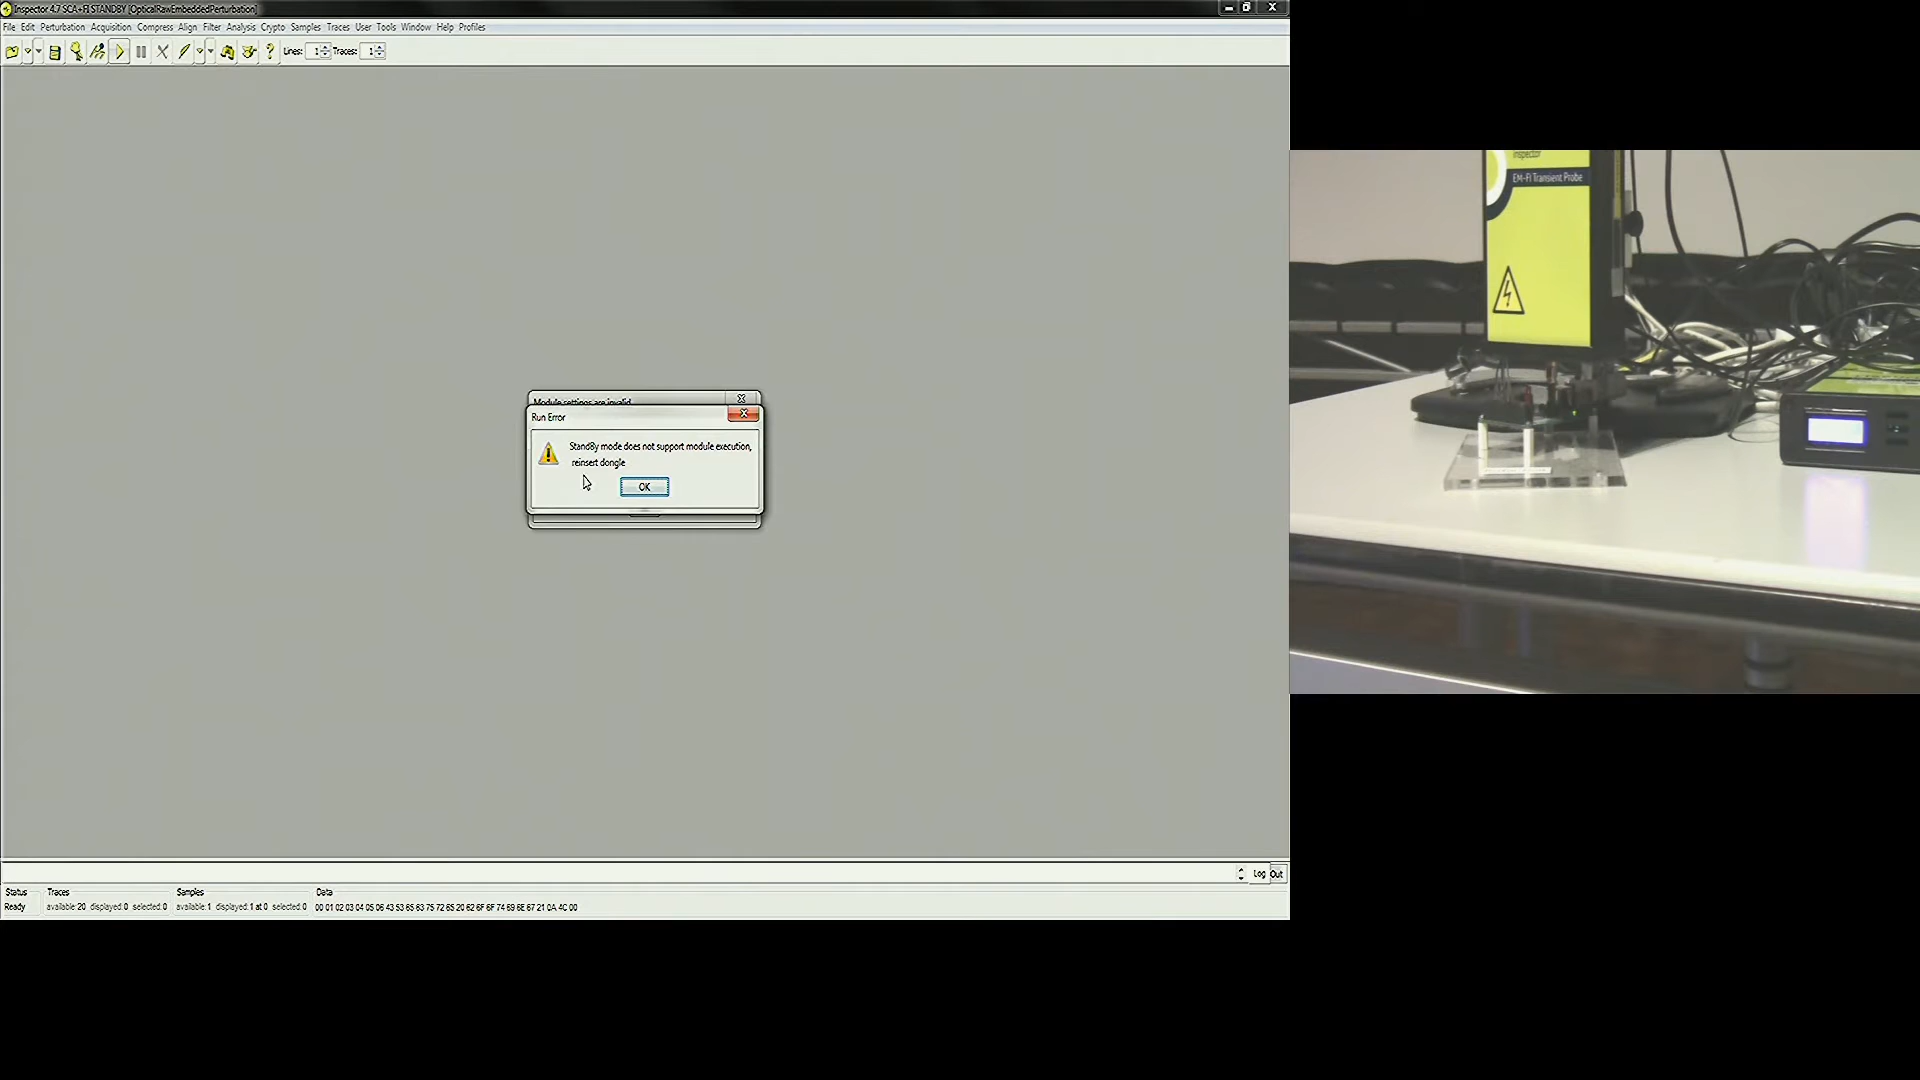 Inspector 4.7 SCA+FI STANDBY [OpticalRawEmbeddedPerturbation]
File Edit Perturbation Acquisition Compress Align Filter Analysis Crypto Samples Traces User Tools Window Help Profiles
Lines: 1 Traces: 1
Module settings are invalid
Run Error
StandBy mode does not support module execution,
reinsert dongle
OK
Log Out
Status Traces Samples Data
Ready available: 20 displayed: 0 selected: 0 available: 1 displayed: 1 at 0 selected: 0 00 01 02 03 04 05 06 43 53 65 63 75 72 65 20 62 6F 6F 74 69 6E 67 21 0A 4C 00
inspector
EM-FI Transient Probe